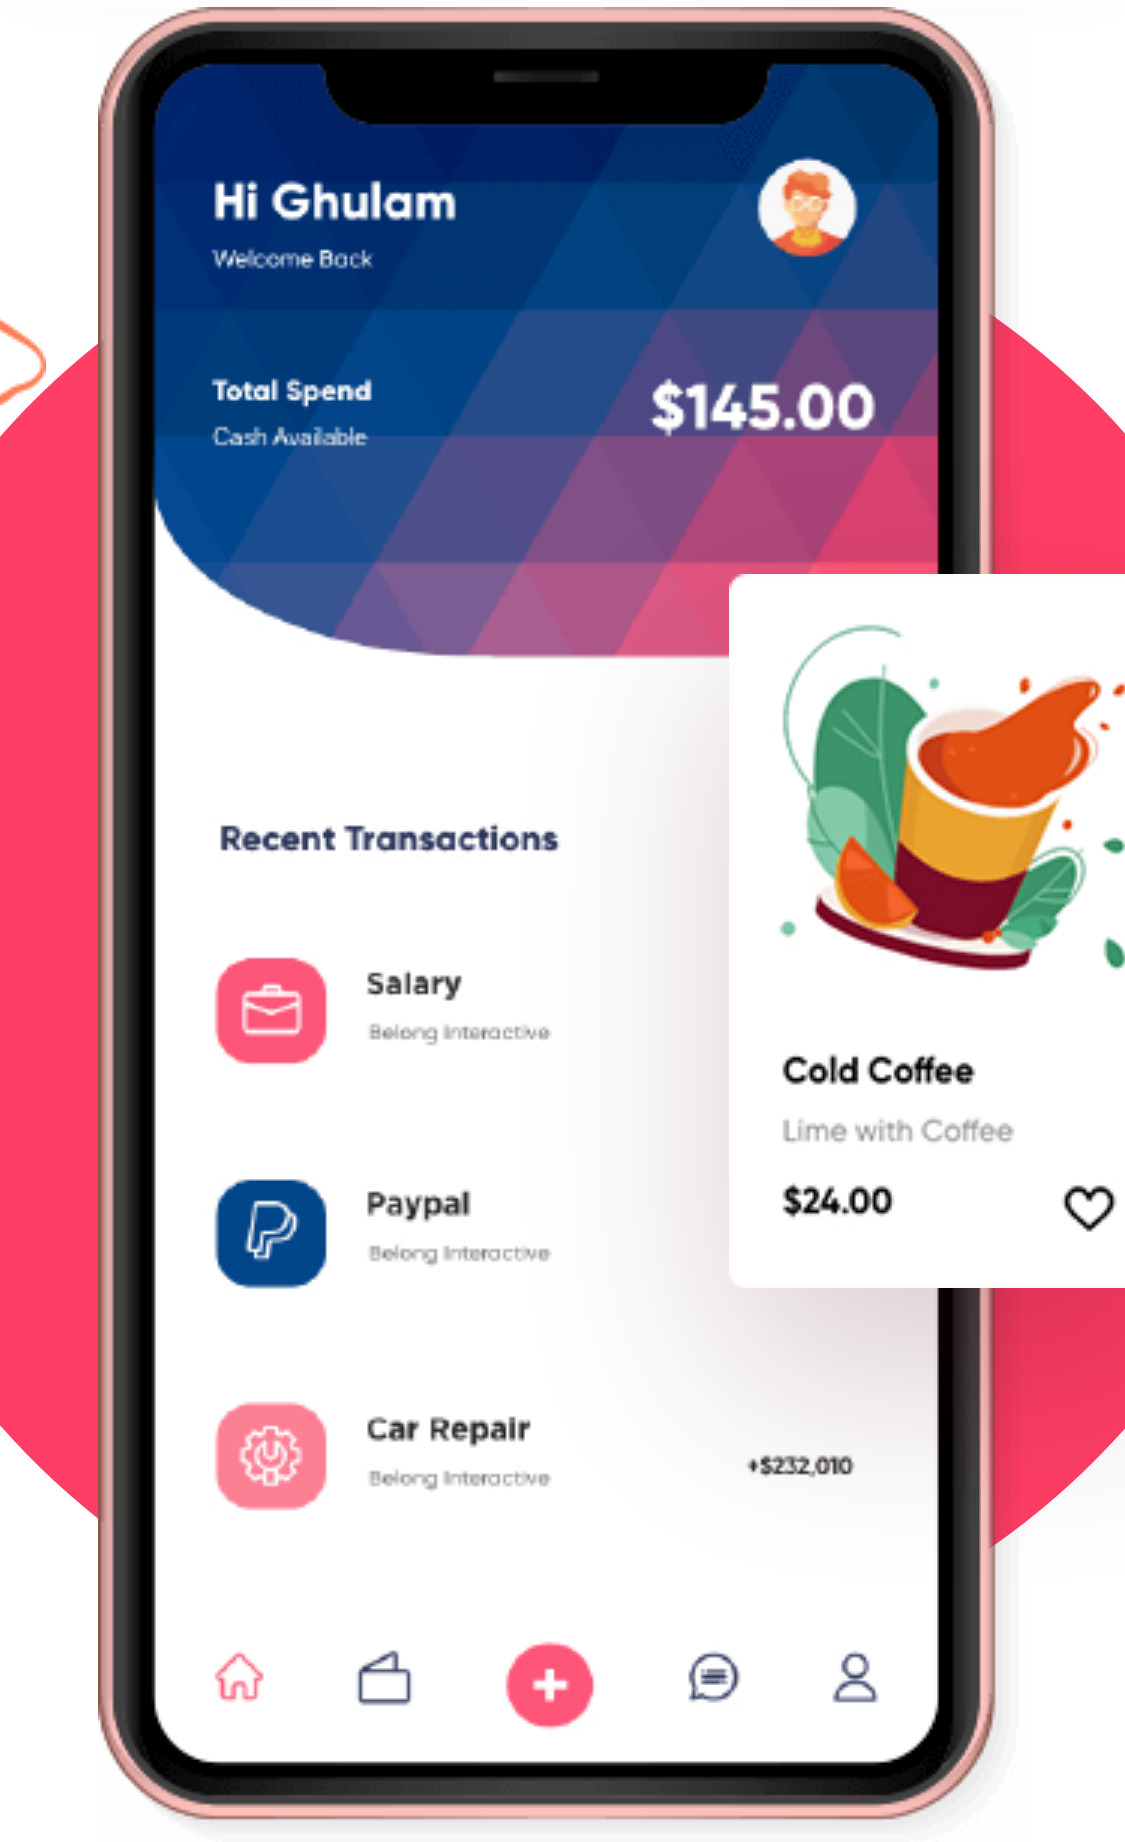 Hi Ghulam
Welcome Back
Total Spend
Cash Available
$145.00
Recent Transactions
Salary
Belong Interactive
Paypal
Belong Interactive
Car Repair
Belong Interactive
+$232,010
Cold Coffee
Lime with Coffee
$24.00